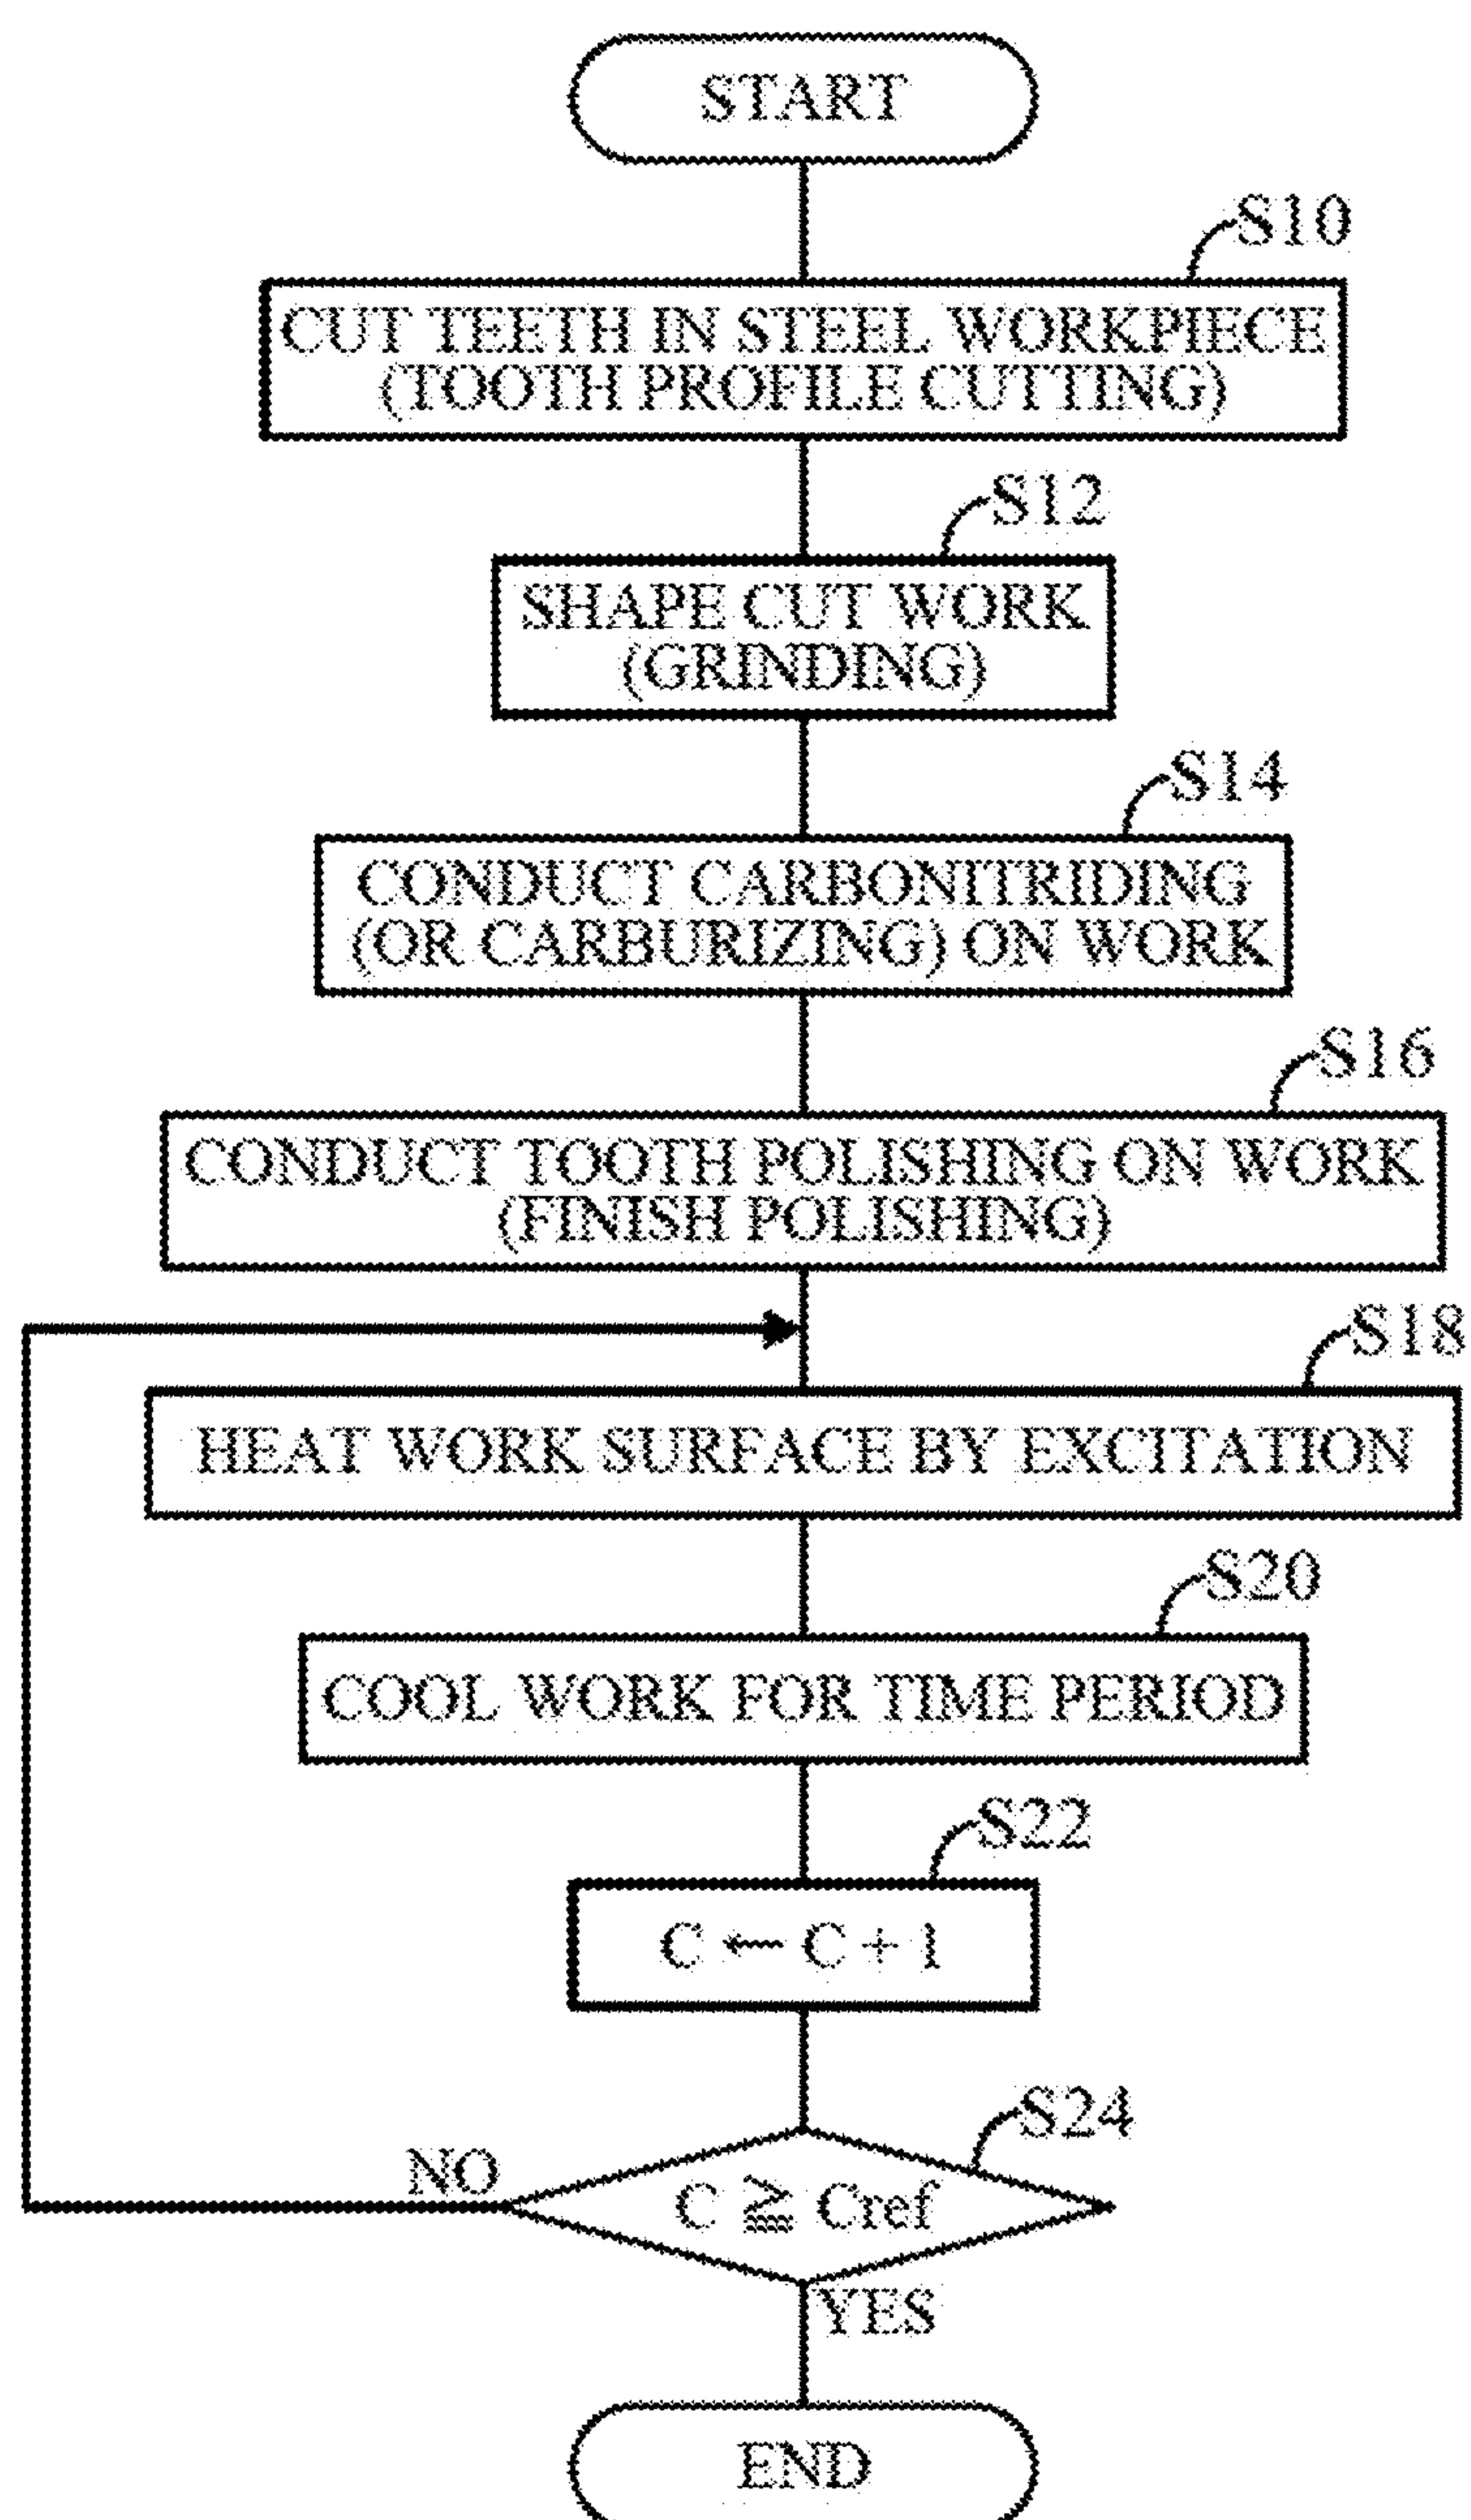 START
S10
CUT TEETH IN STEEL WORKPIECE
(TOOTH PROFILE CUTTING)
S12
SHAPE CUT WORK
(GRINDING)
S14
CONDUCT CARBONITRIDING
(OR CARBURIZING) ON WORK
S16
CONDUCT TOOTH POLISHING ON WORK
(FINISH POLISHING)
S18
HEAT WORK SURFACE BY EXCITATION
S20
COOL WORK FOR TIME PERIOD
S22
C ← C + 1
S24
NO
C ≧ Cref
YES
END